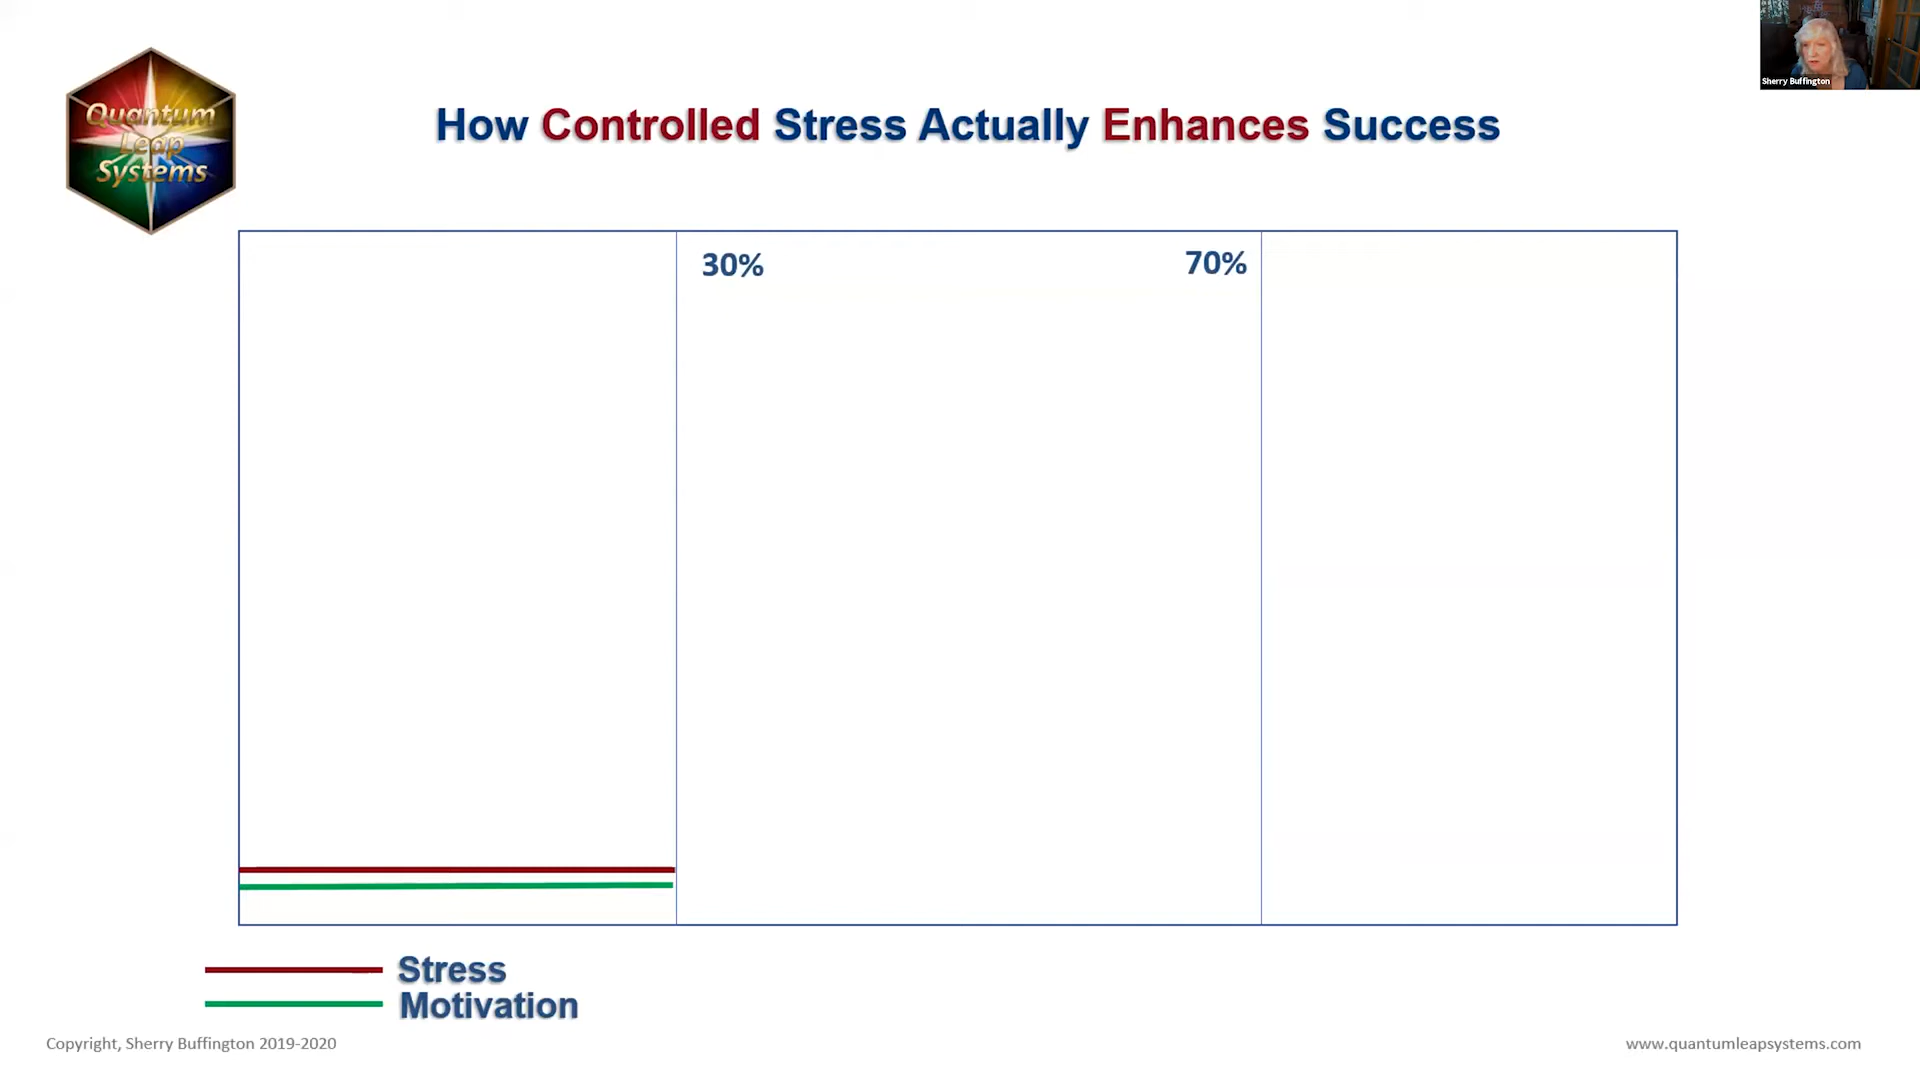 Sherry Buffington
Quantum
Leap
Systems
How Controlled Stress Actually Enhances Success
30%
70%
Stress
Motivation
Copyright, Sherry Buffington 2019-2020
www.quantumleapsystems.com